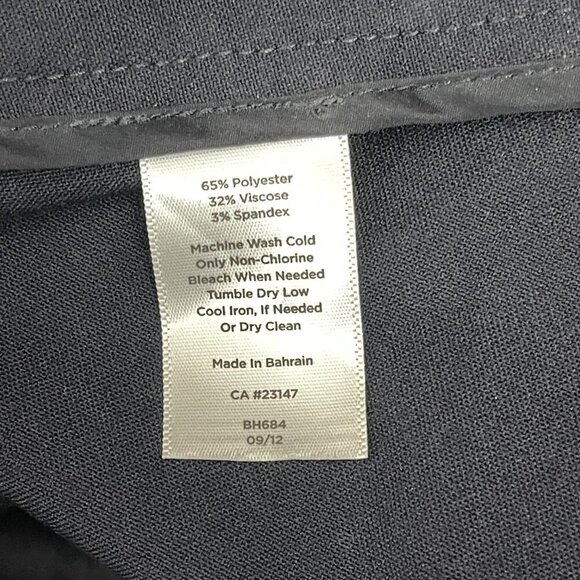 65% Polyester
32% Viscose
3% Spandex
Machine Wash Cold
Only Non-Chlorine
Bleach When Needed
Tumble Dry Low
Cool Iron, If Needed
Or Dry Clean
Made In Bahrain
CA #23147
BH684
09/12